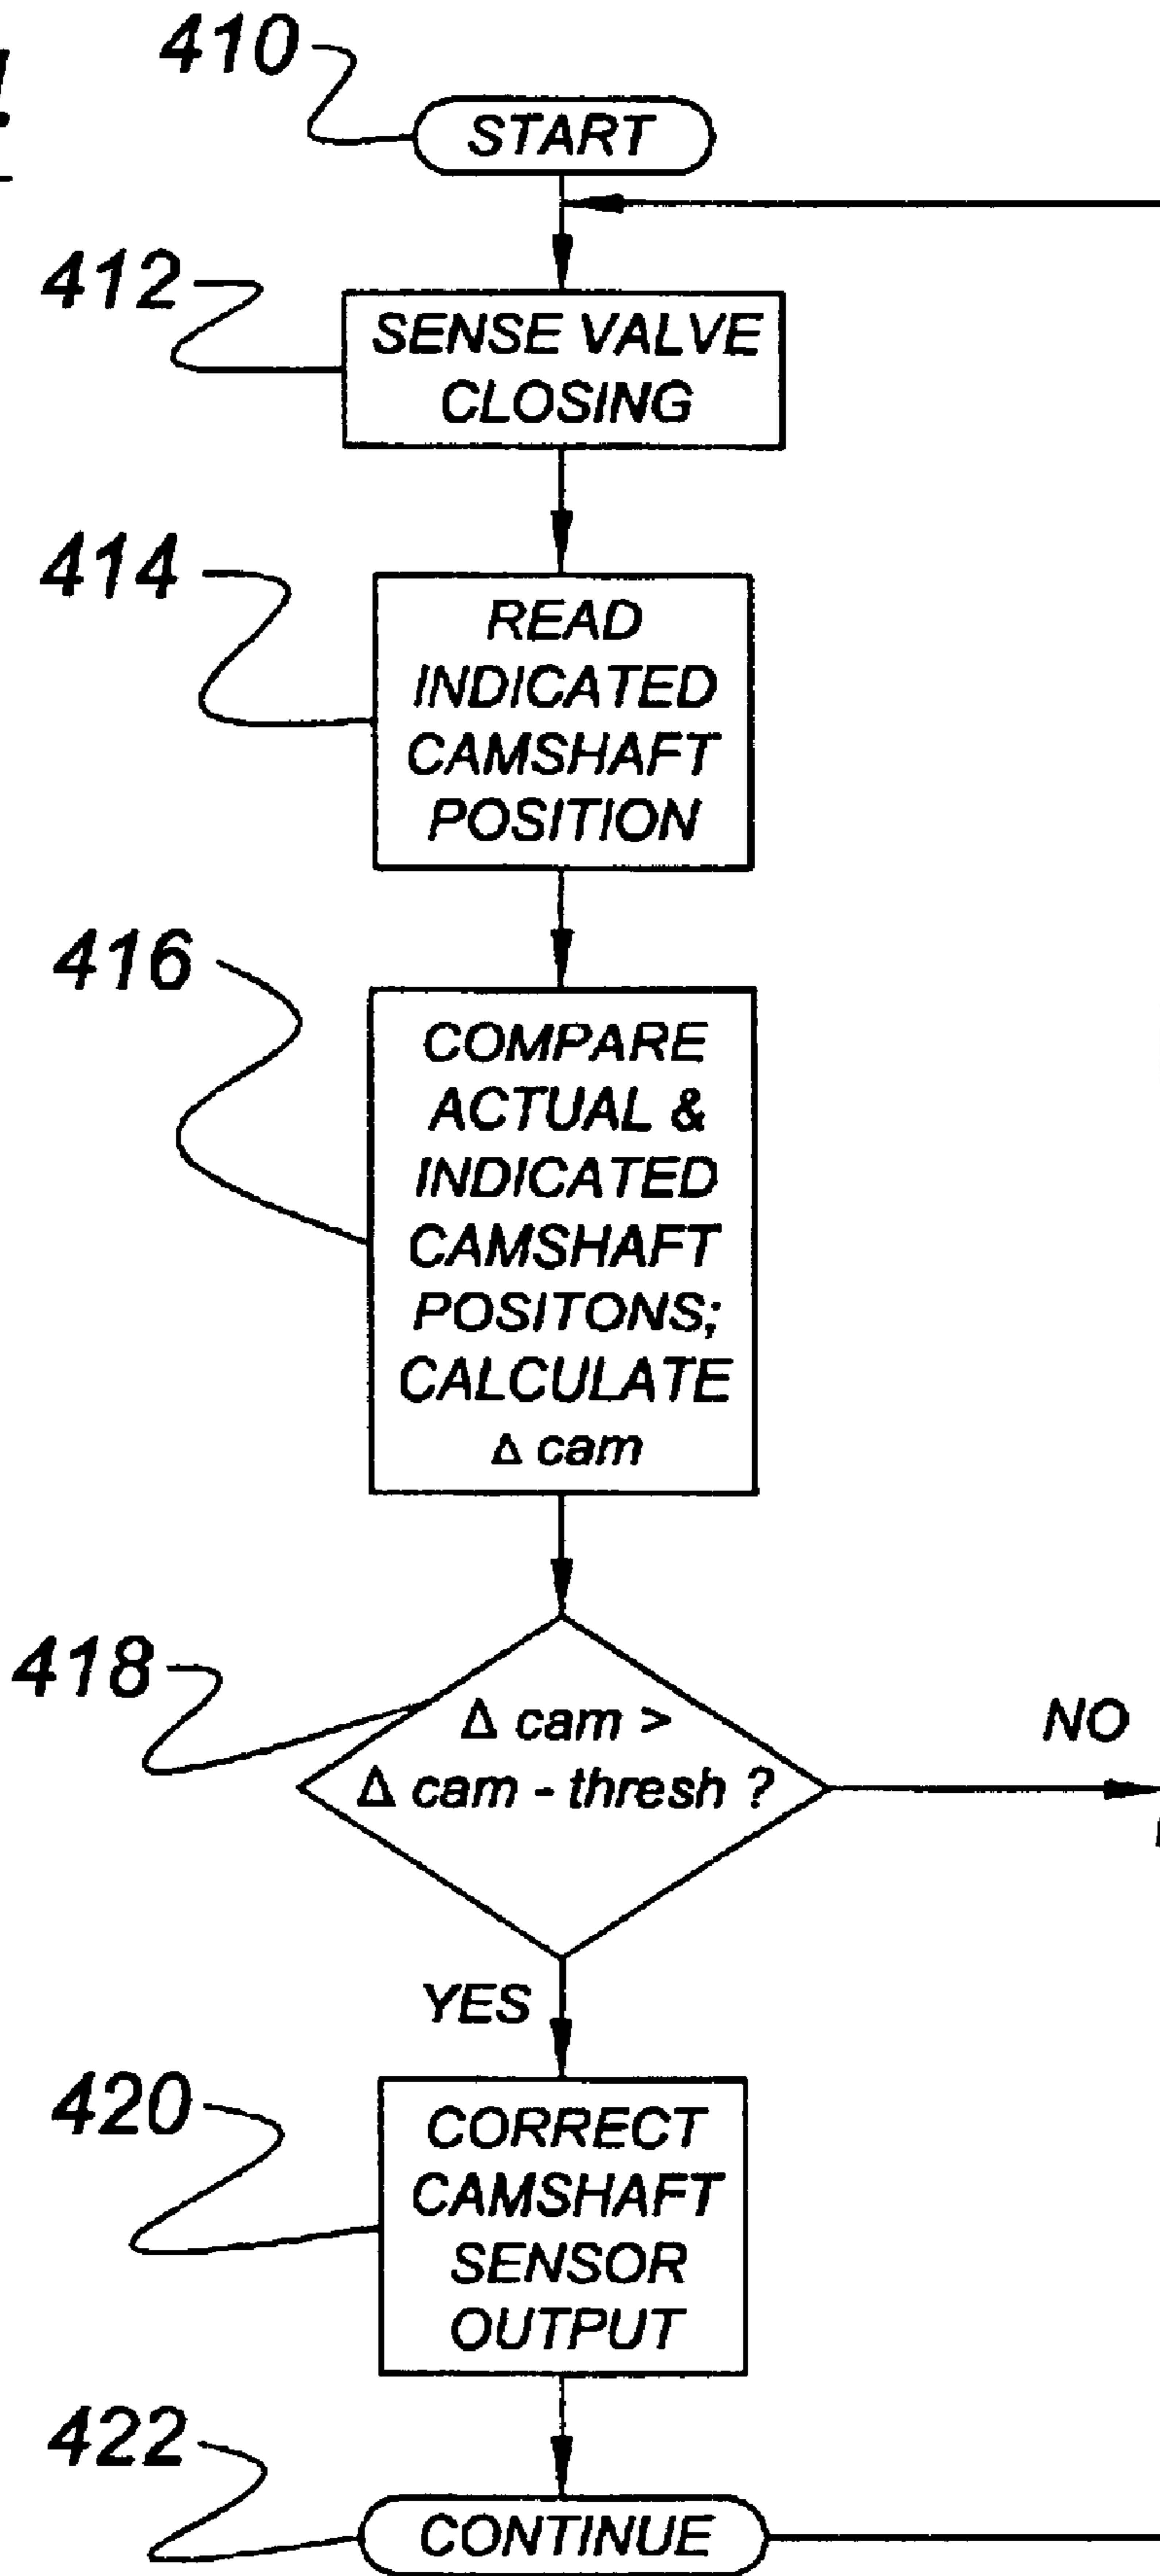 410
START
412
SENSE VALVE
CLOSING
414
READ
INDICATED
CAMSHAFT
POSITION
416
COMPARE
ACTUAL &
INDICATED
CAMSHAFT
POSITONS;
CALCULATE
Δ cam
418
Δ cam >
Δ cam - thresh ?
NO
YES
420
CORRECT
CAMSHAFT
SENSOR
OUTPUT
422
CONTINUE